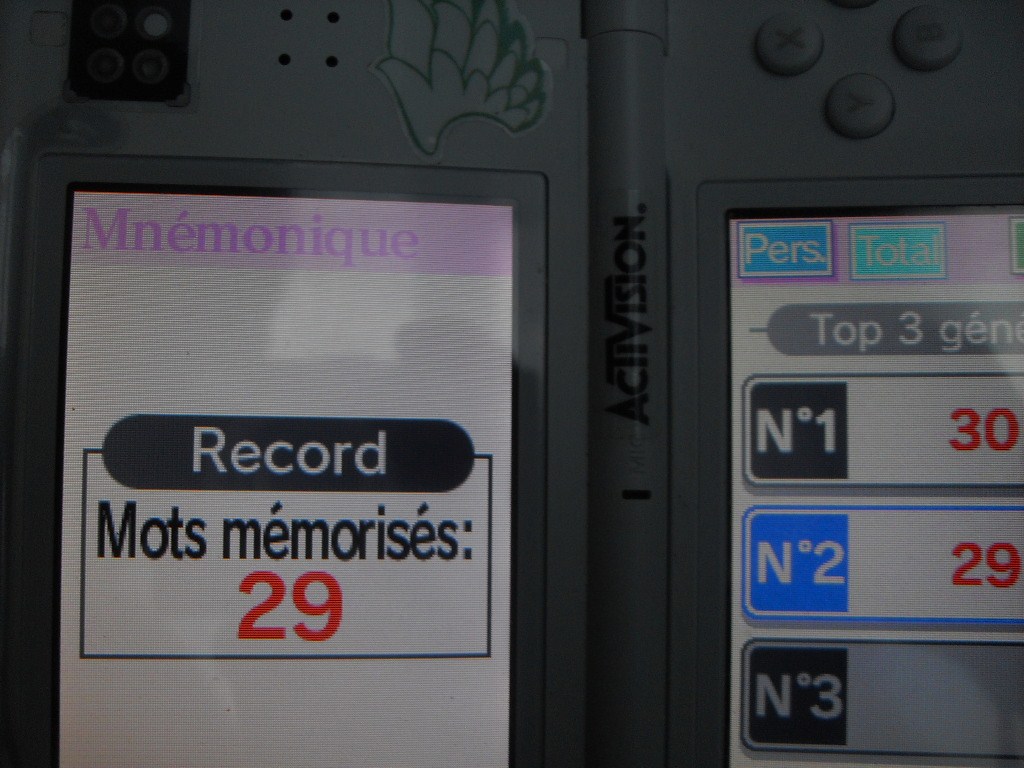 Mnémonique
Record
Mots mémorisés:
29
ACTIVISION.
X
B
Y
Pers.
Total
Top 3
N°1
30
N°2
29
N°3